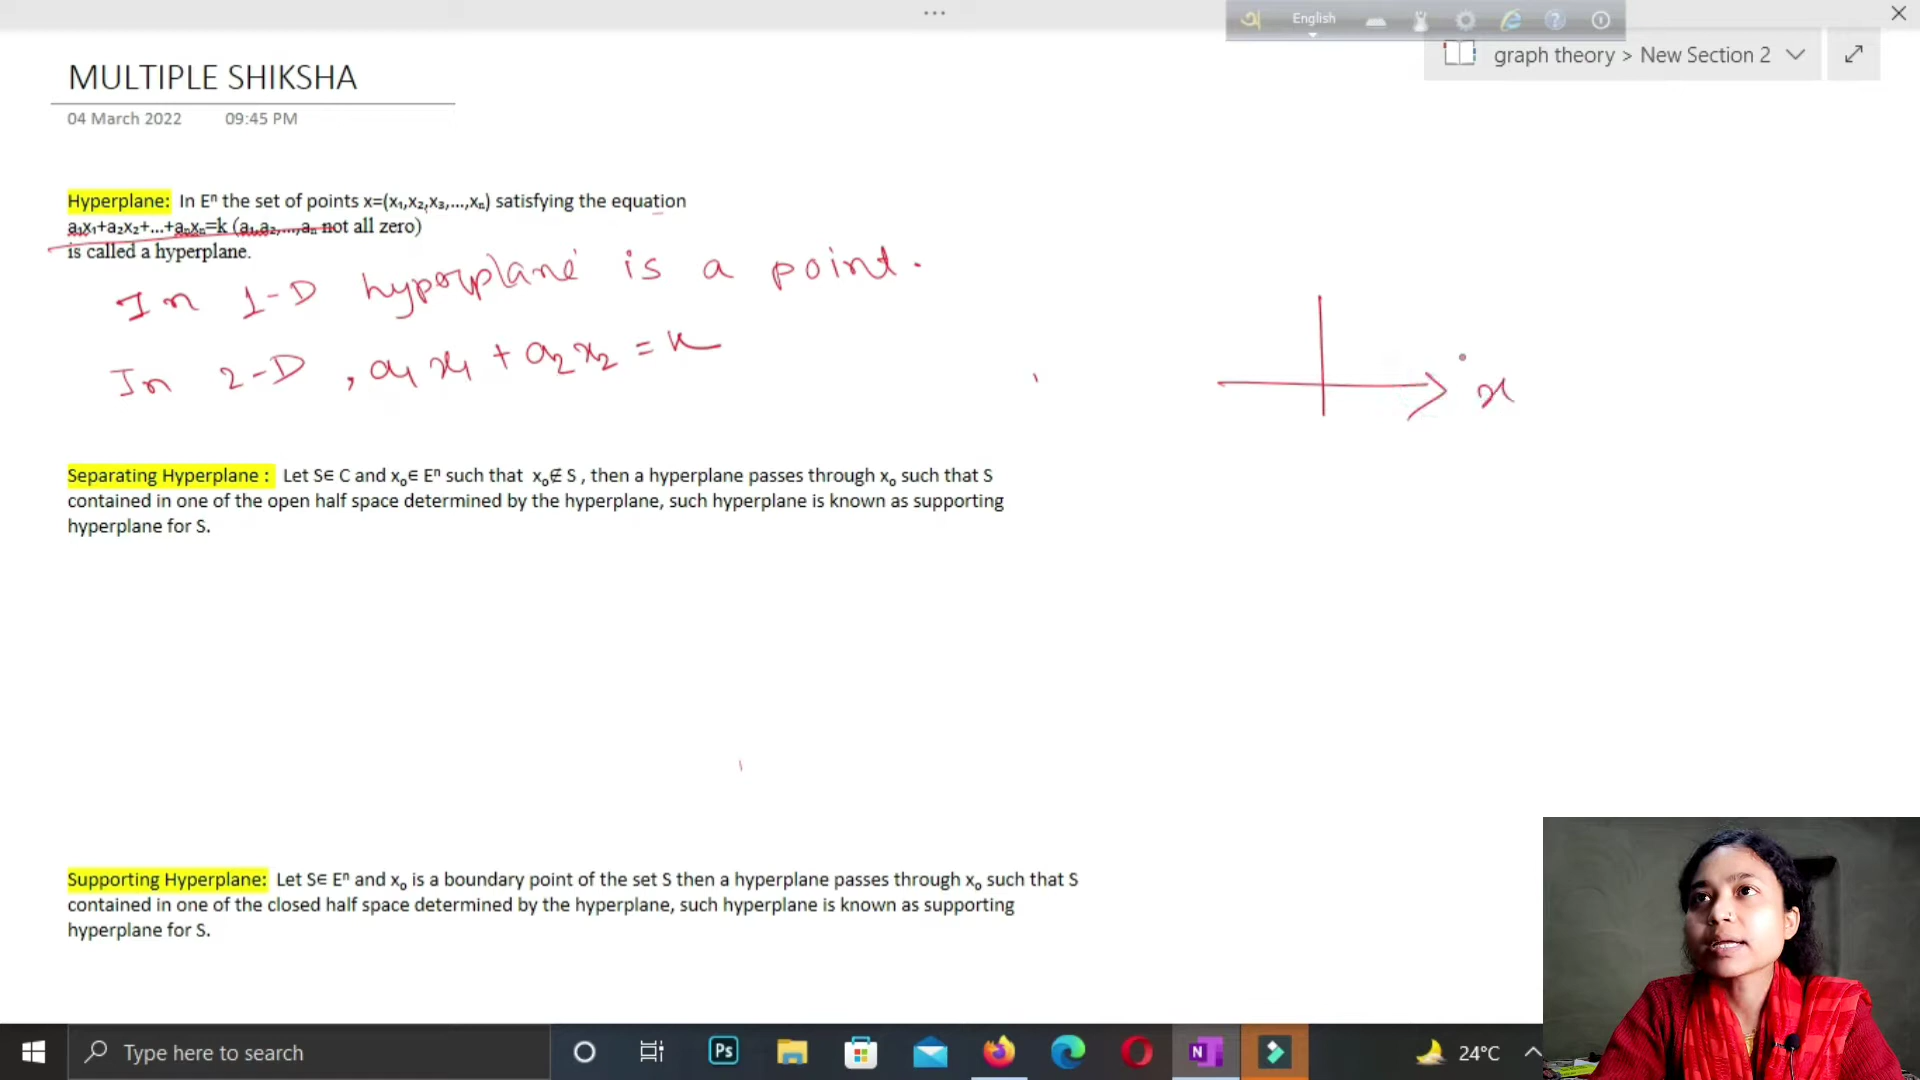 English
graph theory > New Section 2
MULTIPLE SHIKSHA
04 March 2022 09:45 PM
Hyperplane: In Eⁿ the set of points x=(x₁,x₂,x₃,...,xₙ) satisfying the equation
a₁x₁+a₂x₂+...+aₙxₙ=k (a₁,a₂,...,aₙ not all zero)
is called a hyperplane.
In 1-D hyperplane is a point.
In 2-D , a₁x₁ + a₂x₂ = k
x
Separating Hyperplane : Let S∈ C and x₀∈ Eⁿ such that x₀∉ S , then a hyperplane passes through x₀ such that S
contained in one of the open half space determined by the hyperplane, such hyperplane is known as supporting
hyperplane for S.
Supporting Hyperplane: Let S∈ Eⁿ and x₀ is a boundary point of the set S then a hyperplane passes through x₀ such that S
contained in one of the closed half space determined by the hyperplane, such hyperplane is known as supporting
hyperplane for S.
Type here to search
Ps
N
24°C